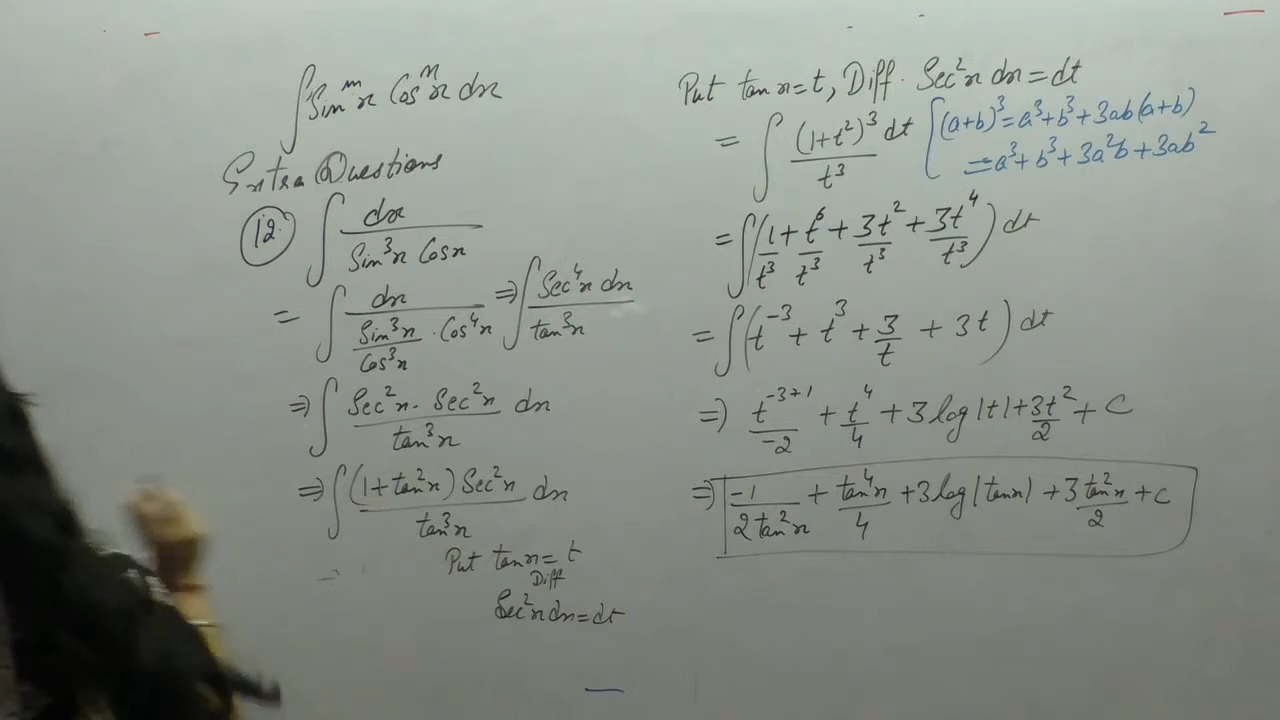 ∫ Sin^m x Cos^n x dx
Extra Questions
12. ∫ dx / (Sin³x Cosx)
= ∫ dx / ((Sin³x / Cos³x) · Cos⁴x) ⇒ ∫ Sec⁴x dx / tan³x
⇒ ∫ (Sec²x · Sec²x / tan³x) dx
⇒ ∫ ((1+tan²x) Sec²x / tan³x) dx
Put tanx = t
Diff
Sec²x dx = dt
Put tan x = t, Diff. Sec²x dx = dt
= ∫ ((1+t²)³ / t³) dt
[(a+b)³ = a³+b³+3ab(a+b)
= a³+b³+3a²b+3ab²
= ∫ (1/t³ + t⁶/t³ + 3t²/t³ + 3t⁴/t³) dt
= ∫ (t⁻³ + t³ + 3/t + 3t) dt
⇒ t⁻³⁺¹/-2 + t⁴/4 + 3 log|t| + 3t²/2 + C
⇒ -1/(2tan²x) + tan⁴x/4 + 3 log|tanx| + 3 tan²x/2 + C